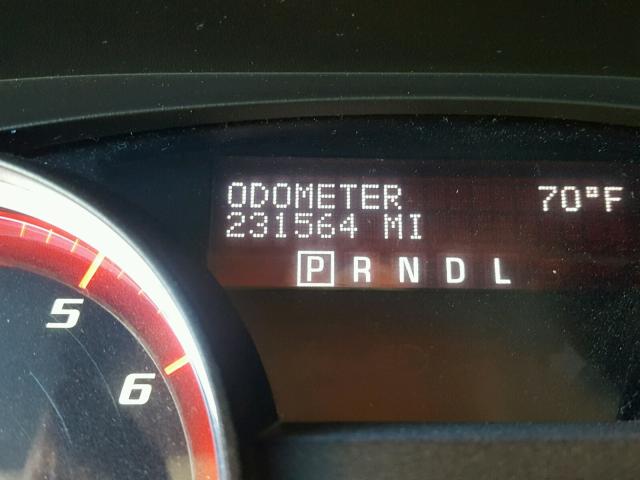 ODOMETER 70°F
231564 MI
P R N D L
5
6